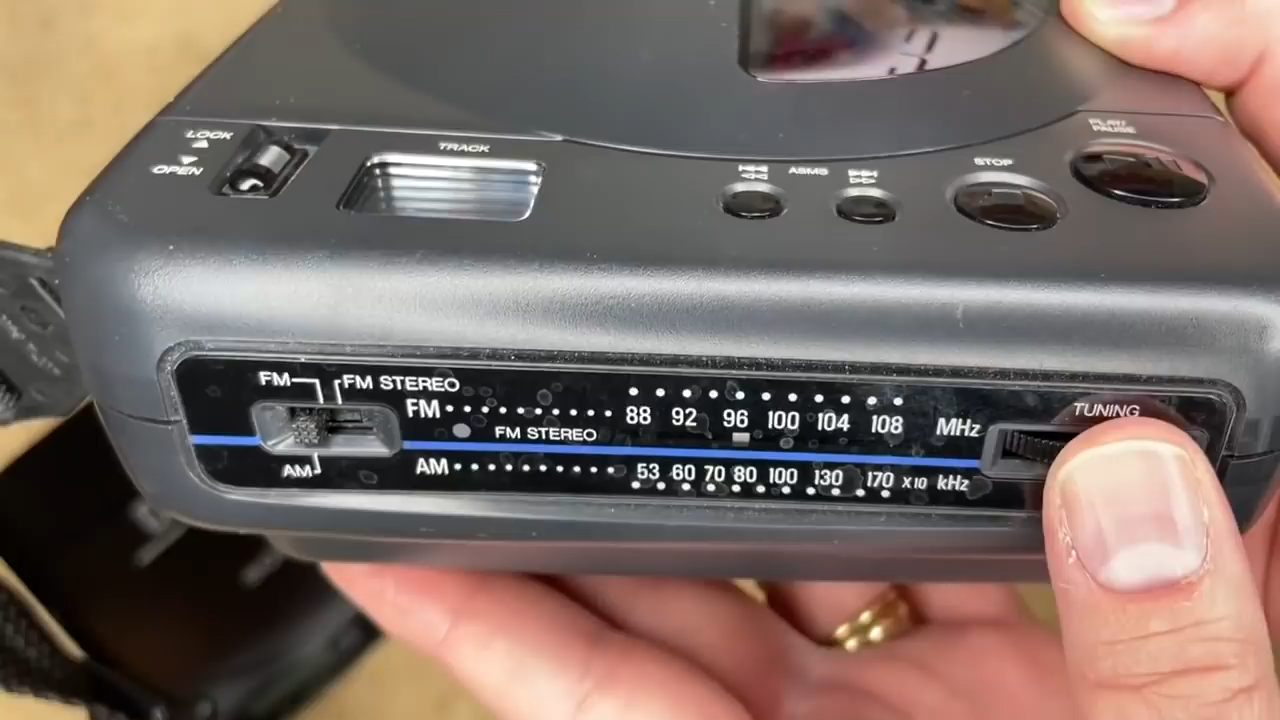 LOCK
OPEN
TRACK
ASMS
STOP
PLAY/
PAUSE
FM
FM STEREO
AM
FM 88 92 96 100 104 108 MHz
FM STEREO
AM 53 60 70 80 100 130 170 x10 kHz
TUNING